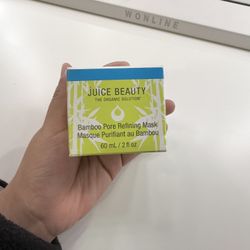 WONLINE
JUICE BEAUTY
THE ORGANIC SOLUTION
Bamboo Pore Refining Mask
Masque Purifiant au Bambou
60 mL / 2 fl oz